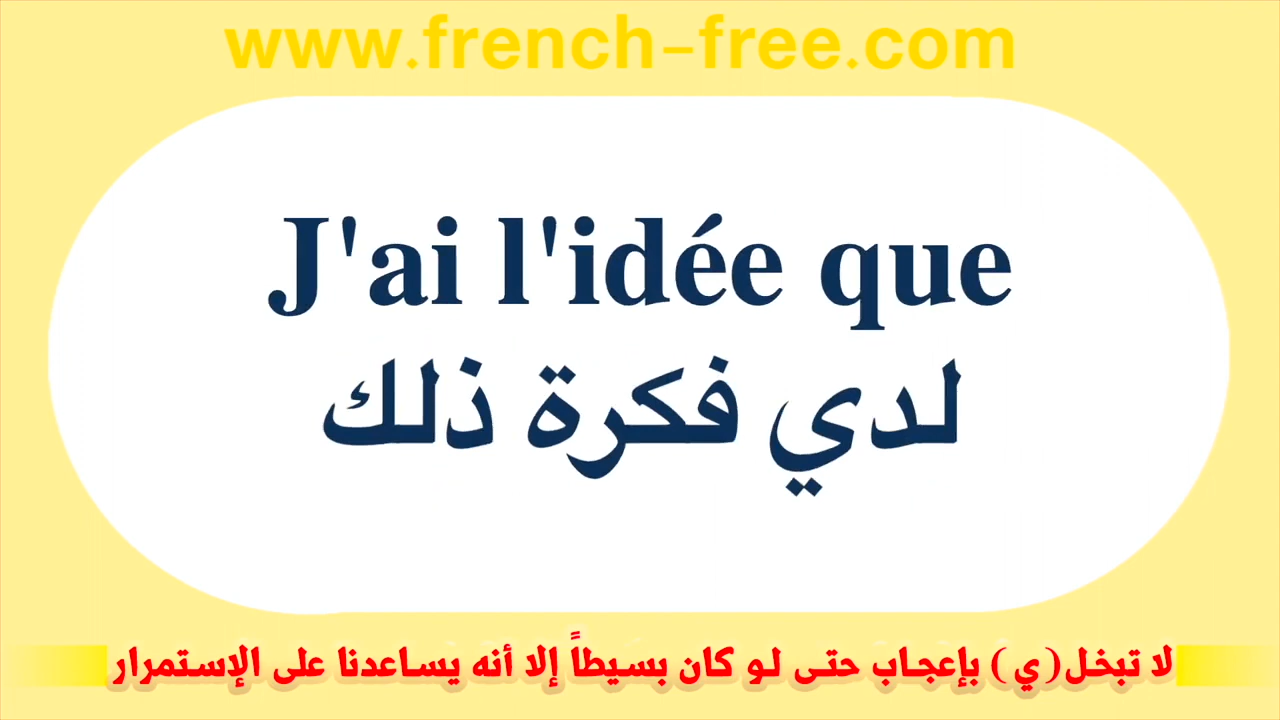 www.french-free.com
J'ai l'idée que
لدي فكرة ذلك
لا تبخل(ي) بإعجاب حتى لو كان بسيطاً إلا أنه يساعدنا على الإستمرار